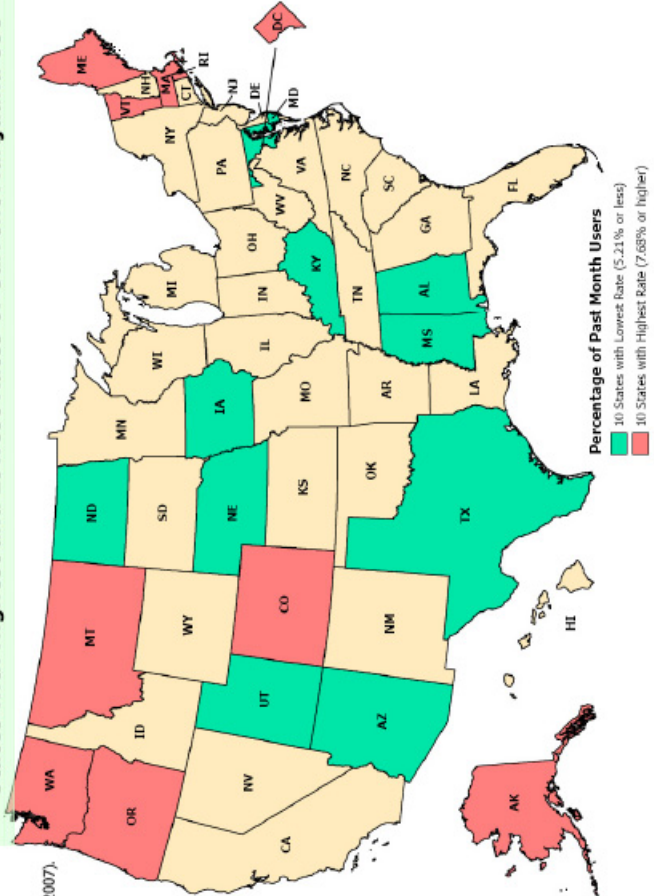 2007).
WA
MT
ND
MN
ME
VT
NH
MA
RI
CT
NY
NJ
DE
MD
DC
OR
ID
WY
SD
WI
MI
PA
IA
NE
IL
IN
OH
WV
VA
NV
UT
CO
KS
MO
KY
NC
TN
SC
CA
AZ
NM
OK
AR
MS
AL
GA
LA
TX
FL
AK
HI
Percentage of Past Month Users
10 States with Lowest Rate (5.21% or less)
10 States with Highest Rate (7.68% or higher)